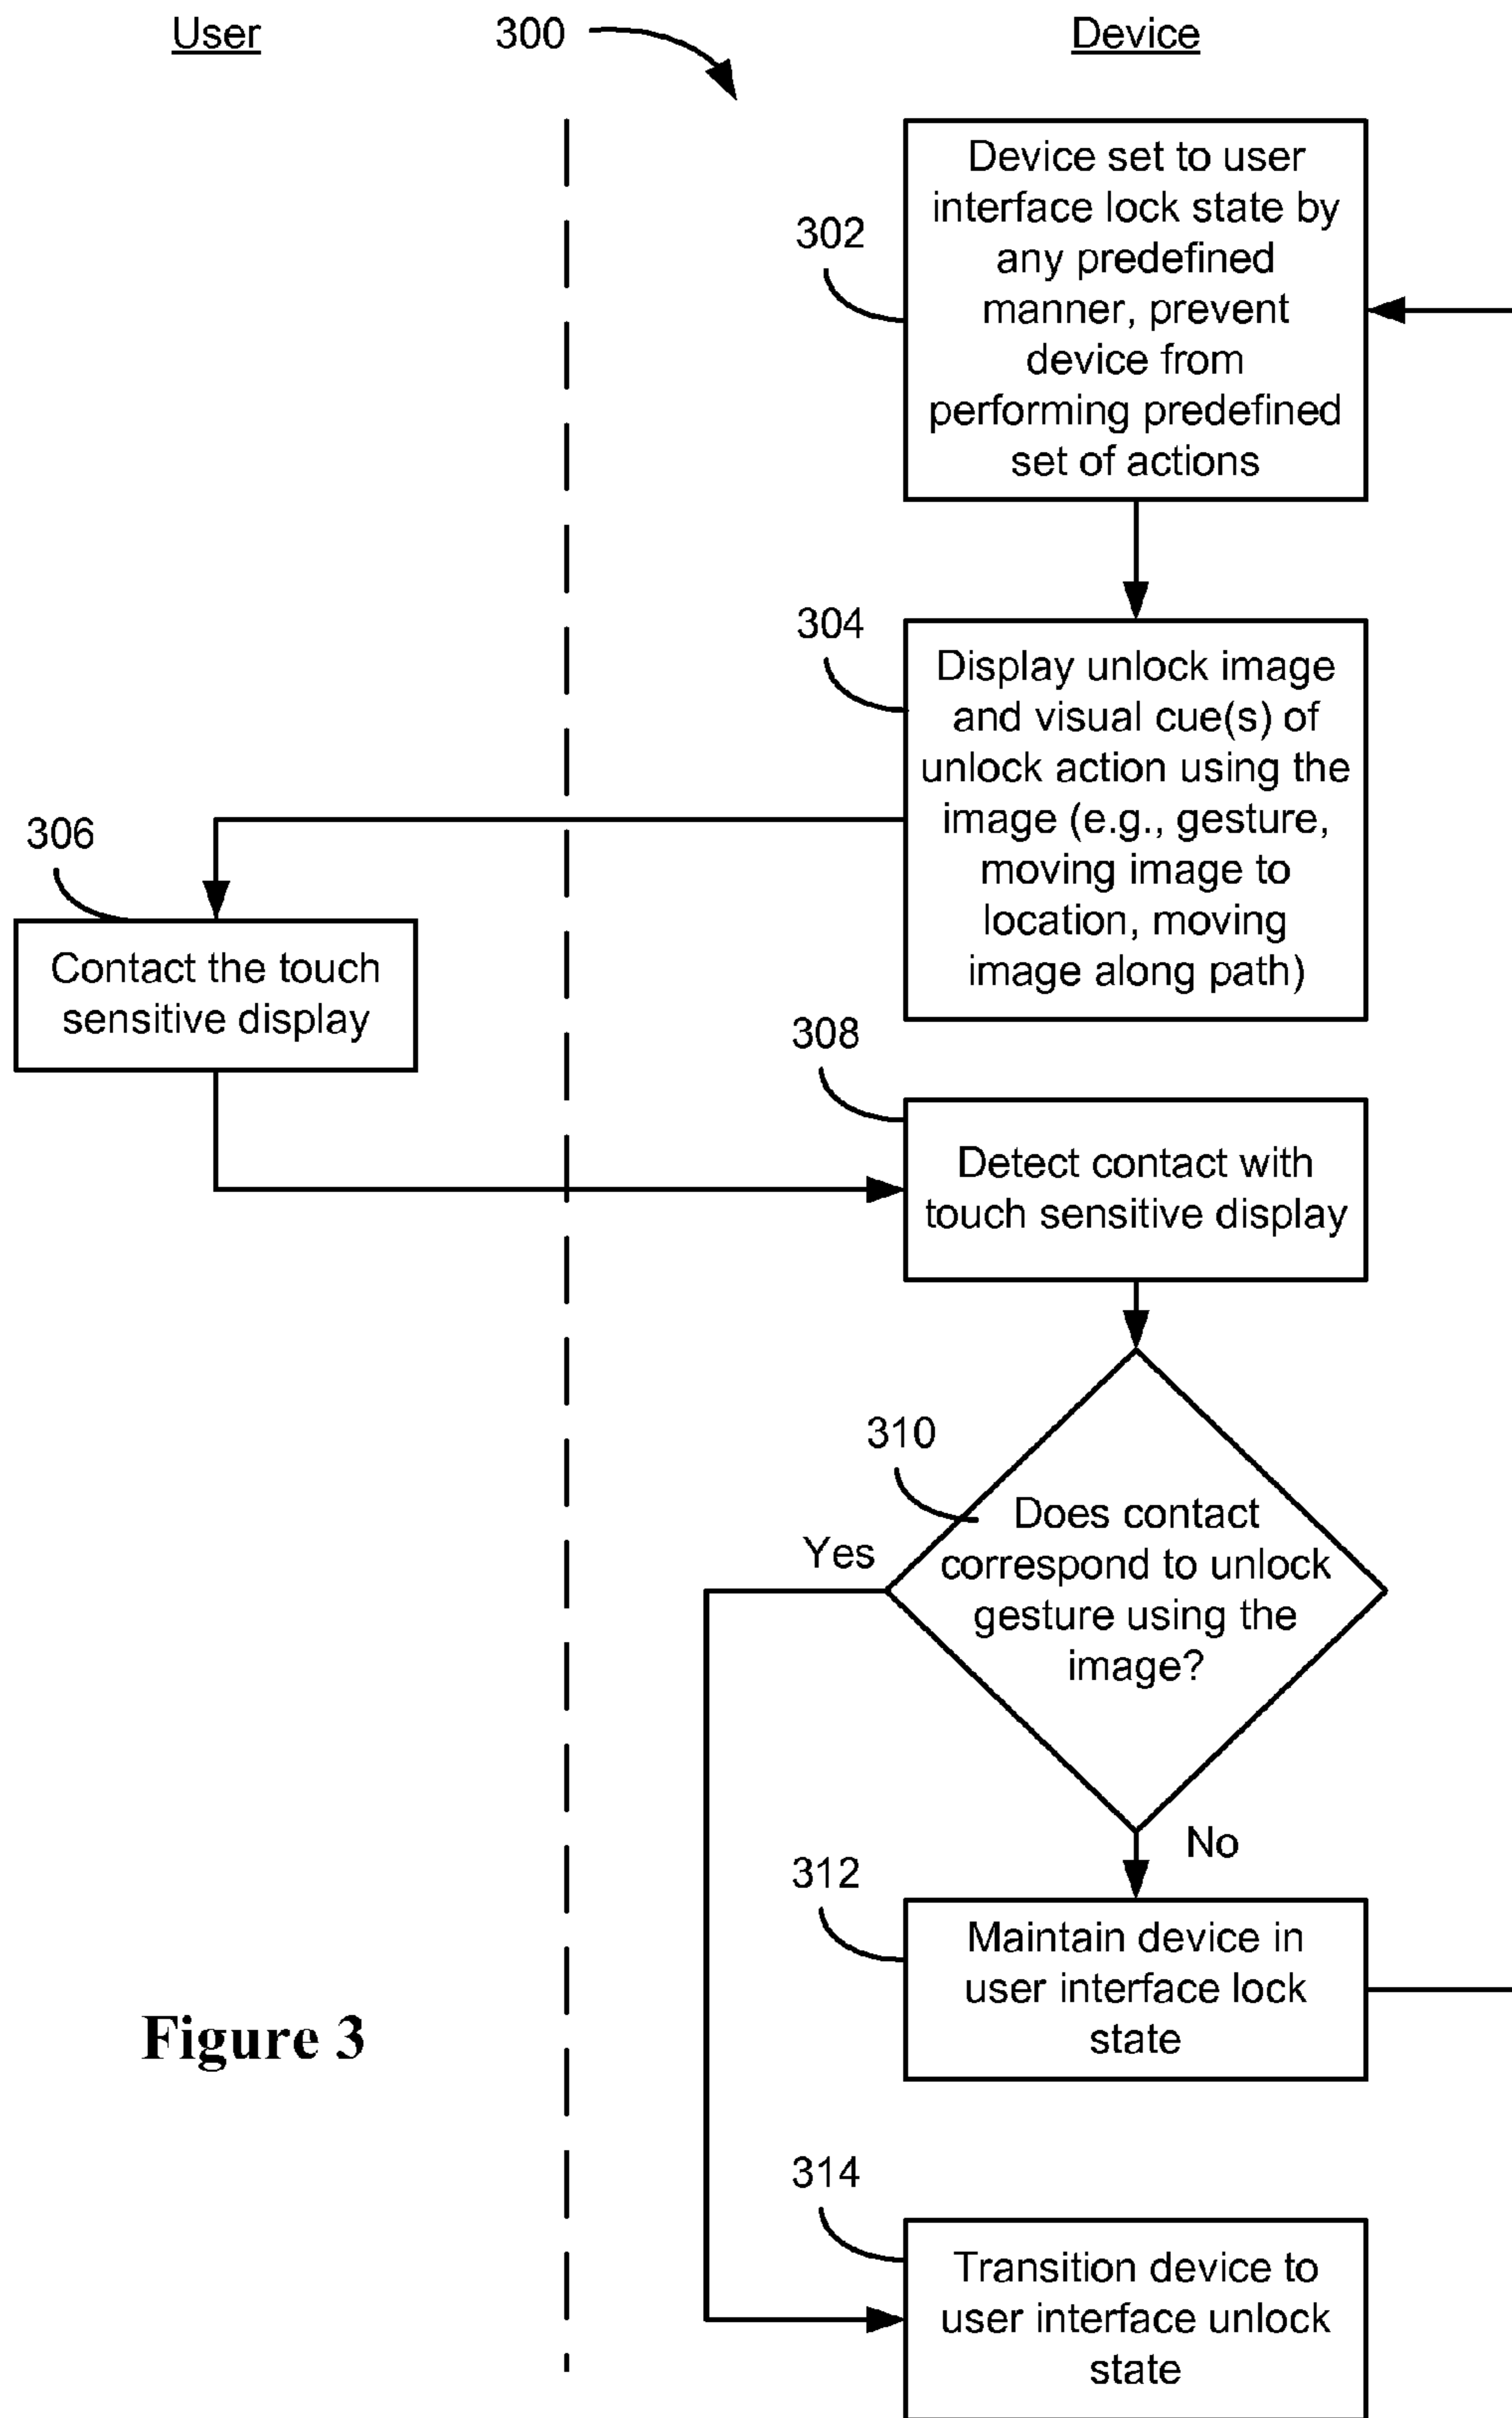 User
300
Device
302
Device set to user
interface lock state by
any predefined
manner, prevent
device from
performing predefined
set of actions
304
Display unlock image
and visual cue(s) of
unlock action using the
image (e.g., gesture,
moving image to
location, moving
image along path)
306
Contact the touch
sensitive display
308
Detect contact with
touch sensitive display
310
Does contact
correspond to unlock
gesture using the
image?
Yes
No
312
Maintain device in
user interface lock
state
Figure 3
314
Transition device to
user interface unlock
state